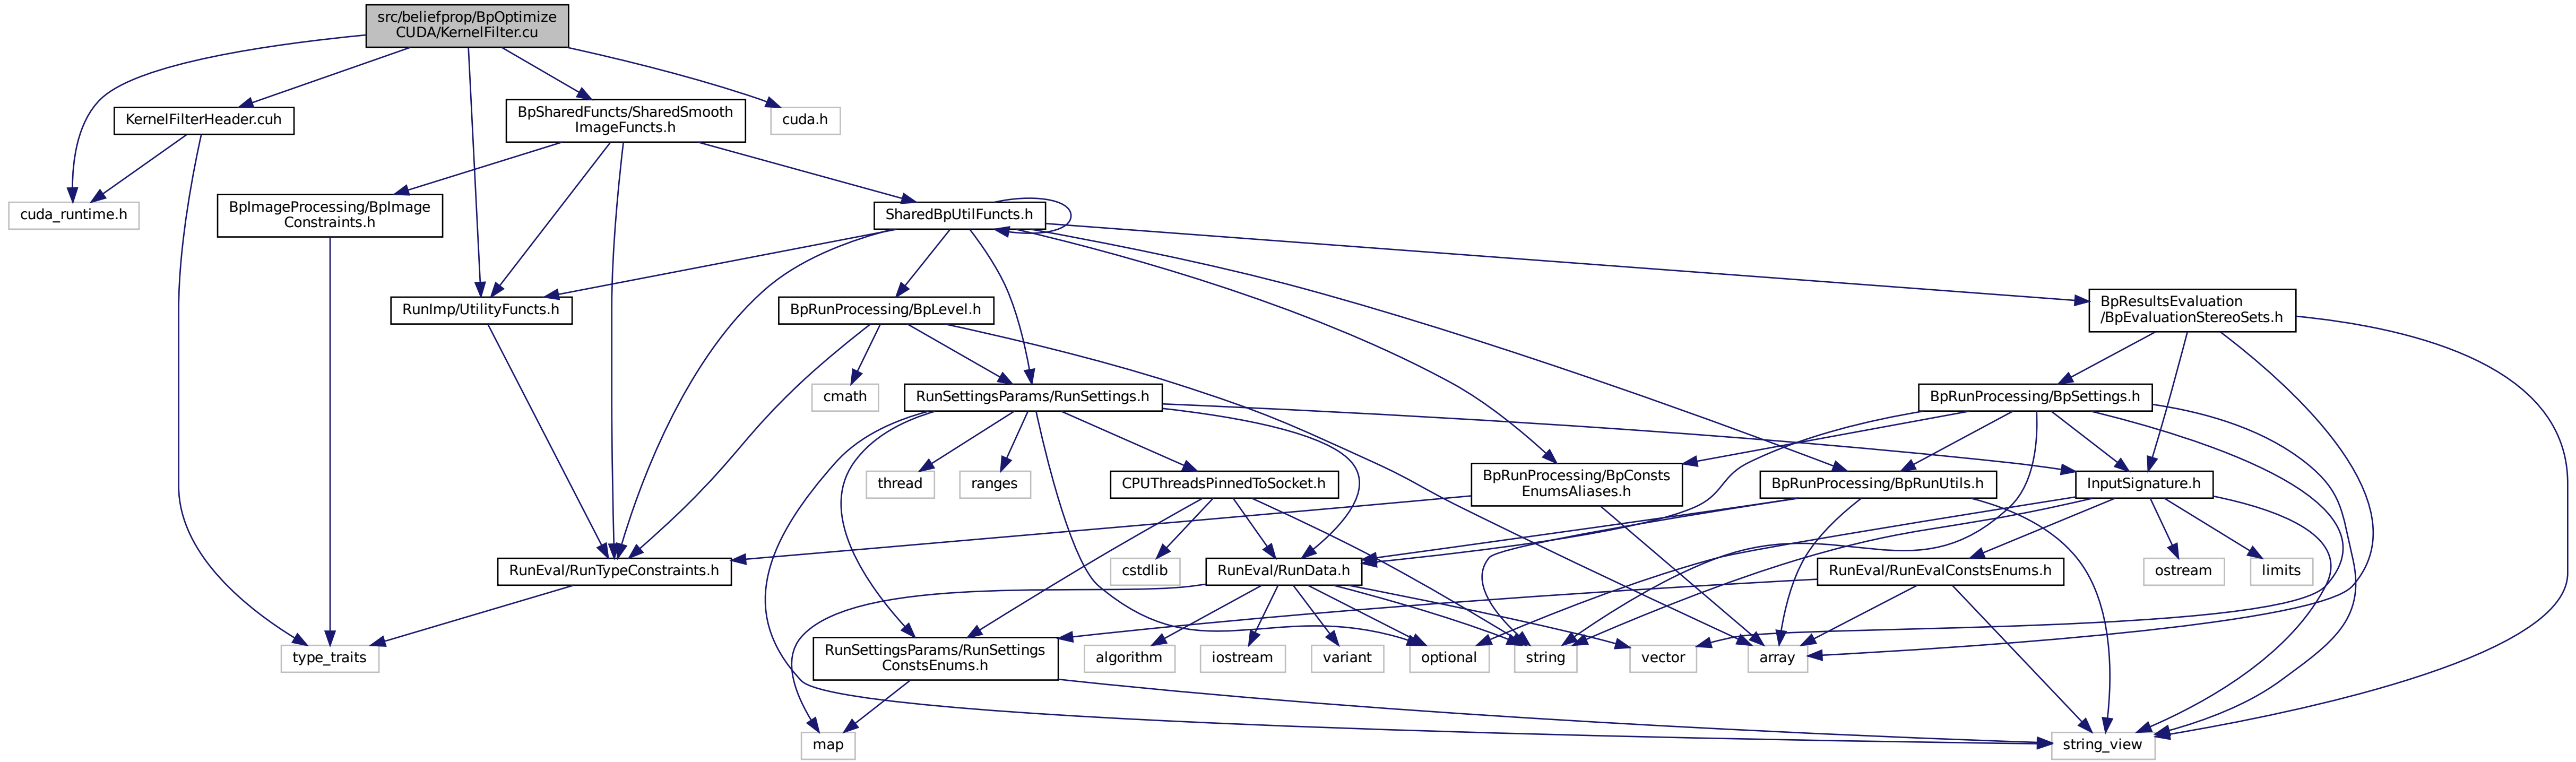 src/beliefprop/BpOptimize
CUDA/KernelFilter.cu
KernelFilterHeader.cuh
BpSharedFuncts/SharedSmooth
ImageFuncts.h
cuda.h
cuda_runtime.h
BpImageProcessing/BpImage
Constraints.h
SharedBpUtilFuncts.h
RunImp/UtilityFuncts.h
BpRunProcessing/BpLevel.h
BpResultsEvaluation
/BpEvaluationStereoSets.h
cmath
RunSettingsParams/RunSettings.h
BpRunProcessing/BpSettings.h
thread
ranges
CPUThreadsPinnedToSocket.h
BpRunProcessing/BpConsts
EnumsAliases.h
BpRunProcessing/BpRunUtils.h
InputSignature.h
RunEval/RunTypeConstraints.h
cstdlib
RunEval/RunData.h
RunEval/RunEvalConstsEnums.h
ostream
limits
type_traits
RunSettingsParams/RunSettings
ConstsEnums.h
algorithm
iostream
variant
optional
string
vector
array
map
string_view